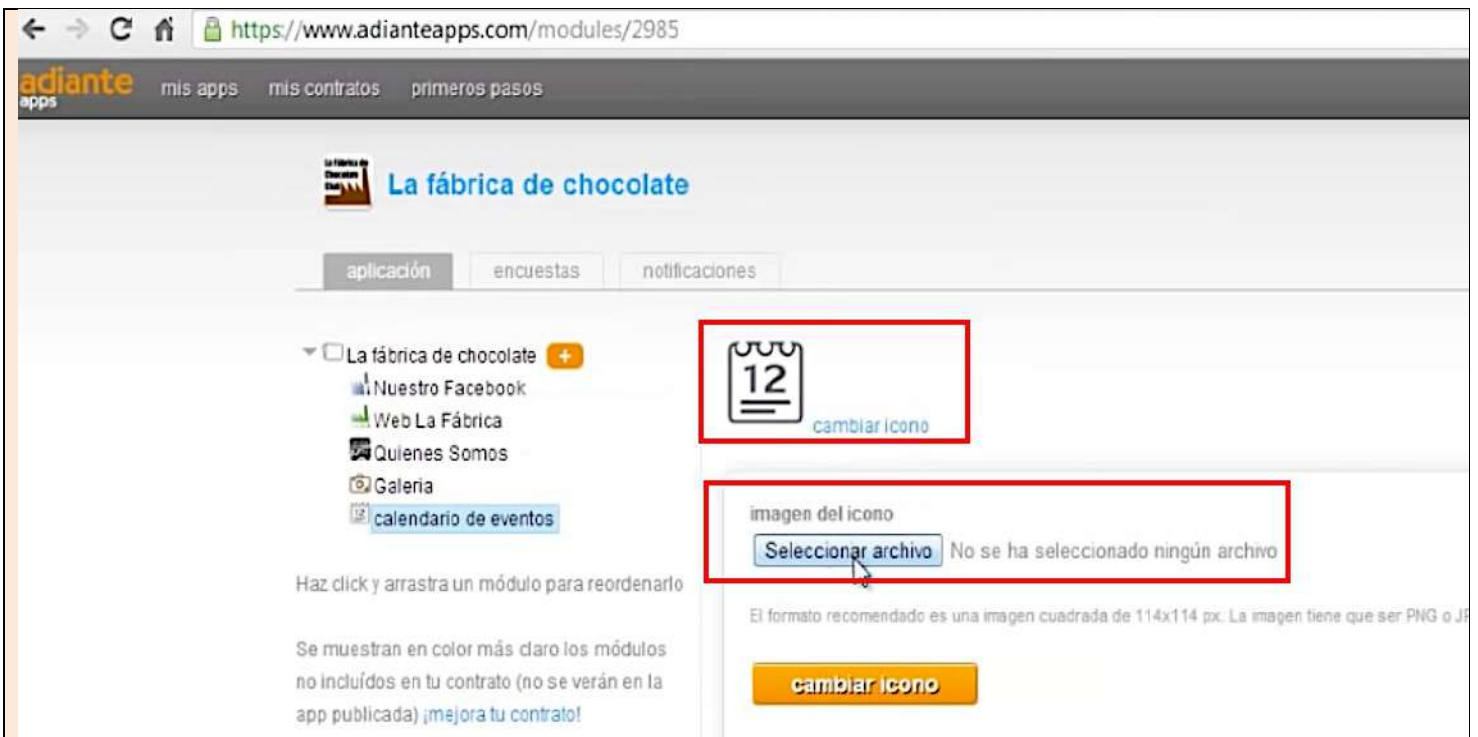 https://www.adianteapps.com/modules/2985
adiante apps mis apps mis contratos primeros pasos
La fábrica de chocolate
aplicación encuestas notificaciones
La fábrica de chocolate +
Nuestro Facebook
Web La Fábrica
Quienes Somos
Galeria
calendario de eventos
Haz click y arrastra un módulo para reordenarlo
Se muestran en color más claro los módulos
no incluídos en tu contrato (no se verán en la
app publicada) ¡mejora tu contrato!
12
cambiar icono
imagen del icono
Seleccionar archivo No se ha seleccionado ningún archivo
El formato recomendado es una imagen cuadrada de 114x114 px. La imagen tiene que ser PNG o JP
cambiar icono